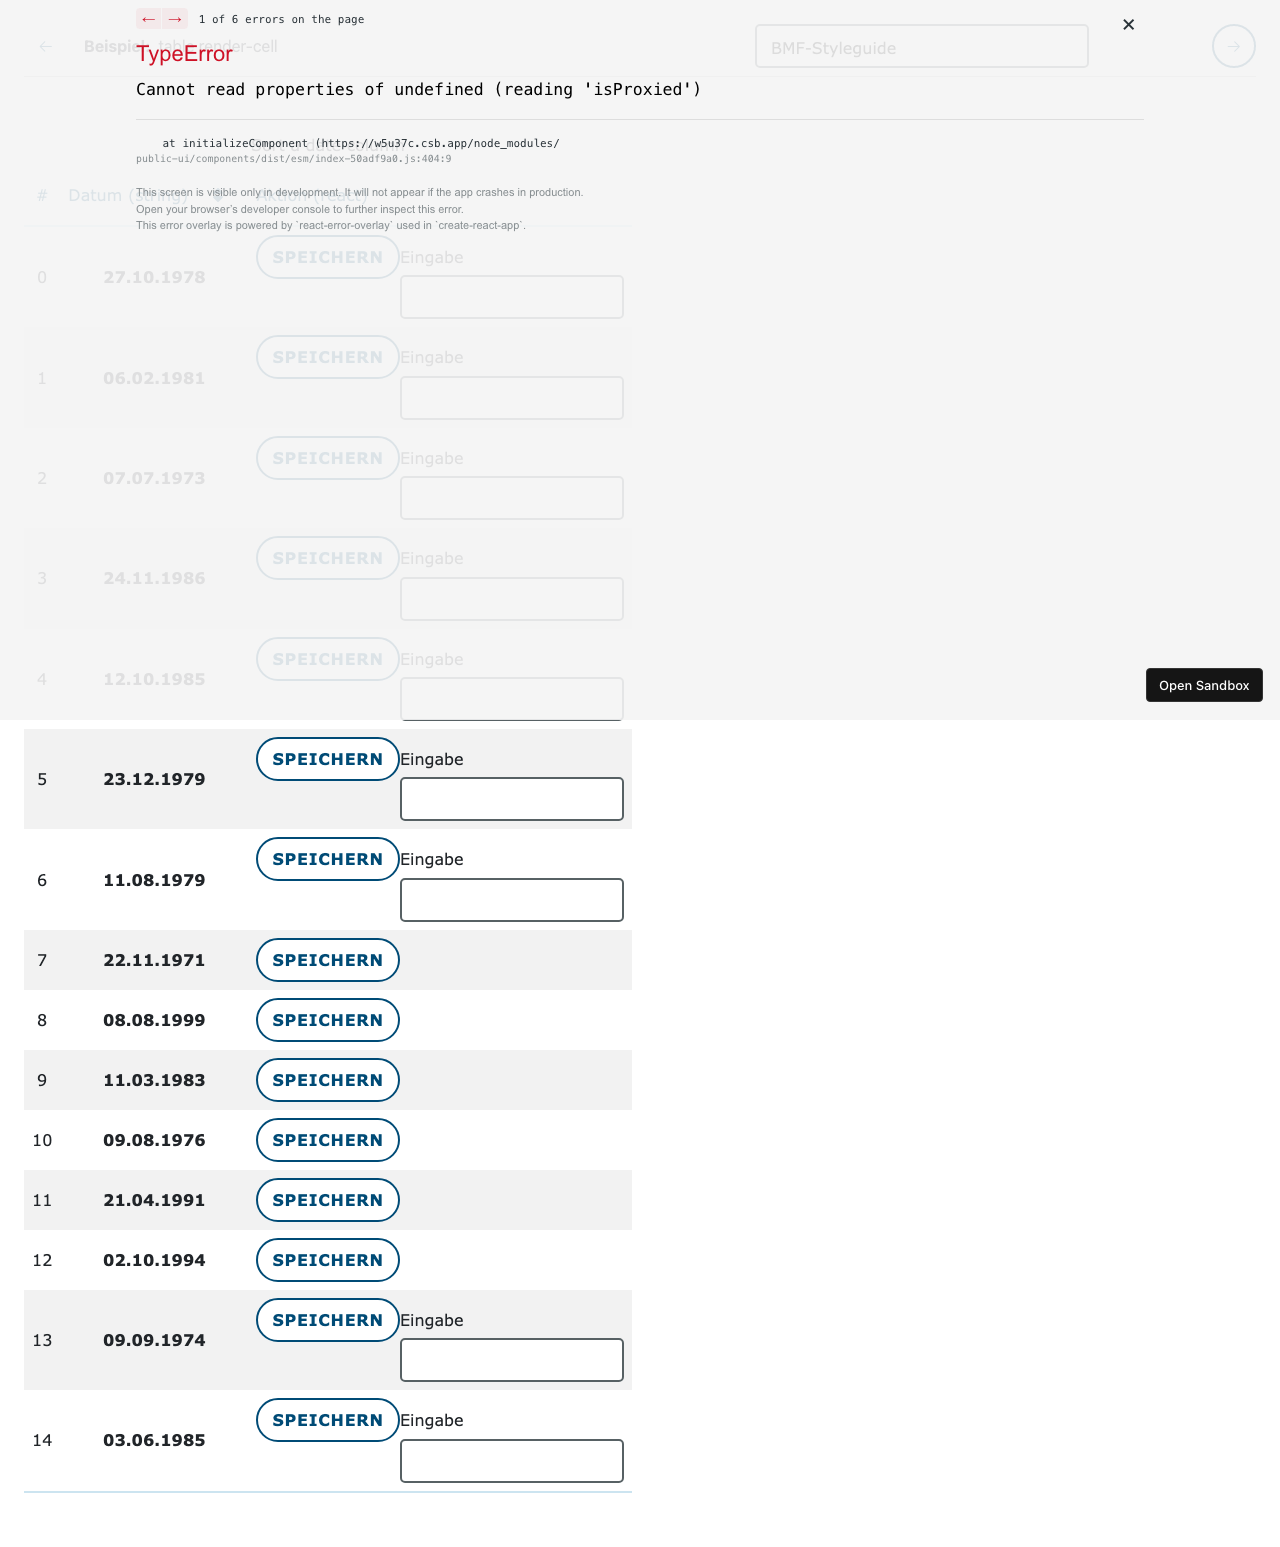 ← → 1 of 6 errors on the page
×
← Beispiel table render-cell
BMF-Styleguide
→
TypeError
Cannot read properties of undefined (reading 'isProxied')
at initializeComponent (https://w5u37c.csb.app/node_modules/
public-ui/components/dist/esm/index-50adf9a0.js:404:9
This screen is visible only in development. It will not appear if the app crashes in production.
# Datum (string) Aktion (react)
Open your browser's developer console to further inspect this error.
This error overlay is powered by `react-error-overlay` used in `create-react-app`.
0 27.10.1978 SPEICHERN Eingabe
1 06.02.1981 SPEICHERN Eingabe
2 07.07.1973 SPEICHERN Eingabe
3 24.11.1986 SPEICHERN Eingabe
4 12.10.1985 SPEICHERN Eingabe
Open Sandbox
5 23.12.1979 SPEICHERN Eingabe
6 11.08.1979 SPEICHERN Eingabe
7 22.11.1971 SPEICHERN
8 08.08.1999 SPEICHERN
9 11.03.1983 SPEICHERN
10 09.08.1976 SPEICHERN
11 21.04.1991 SPEICHERN
12 02.10.1994 SPEICHERN
13 09.09.1974 SPEICHERN Eingabe
14 03.06.1985 SPEICHERN Eingabe